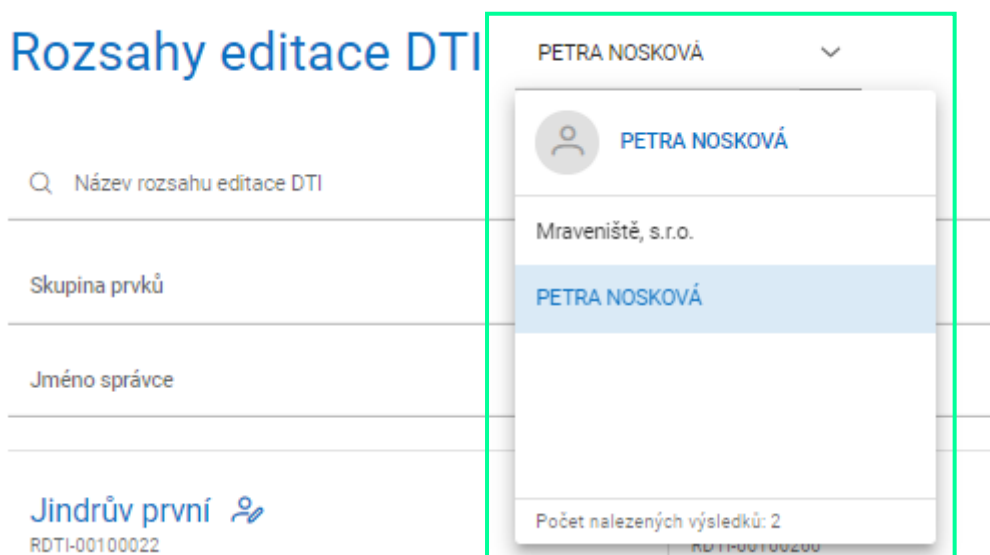 Rozsahy editace DTI
PETRA NOSKOVÁ
PETRA NOSKOVÁ
Název rozsahu editace DTI
Mraveniště, s.r.o.
Skupina prvků
PETRA NOSKOVÁ
Jméno správce
Jindrův první
RDTI-00100022
Počet nalezených výsledků: 2